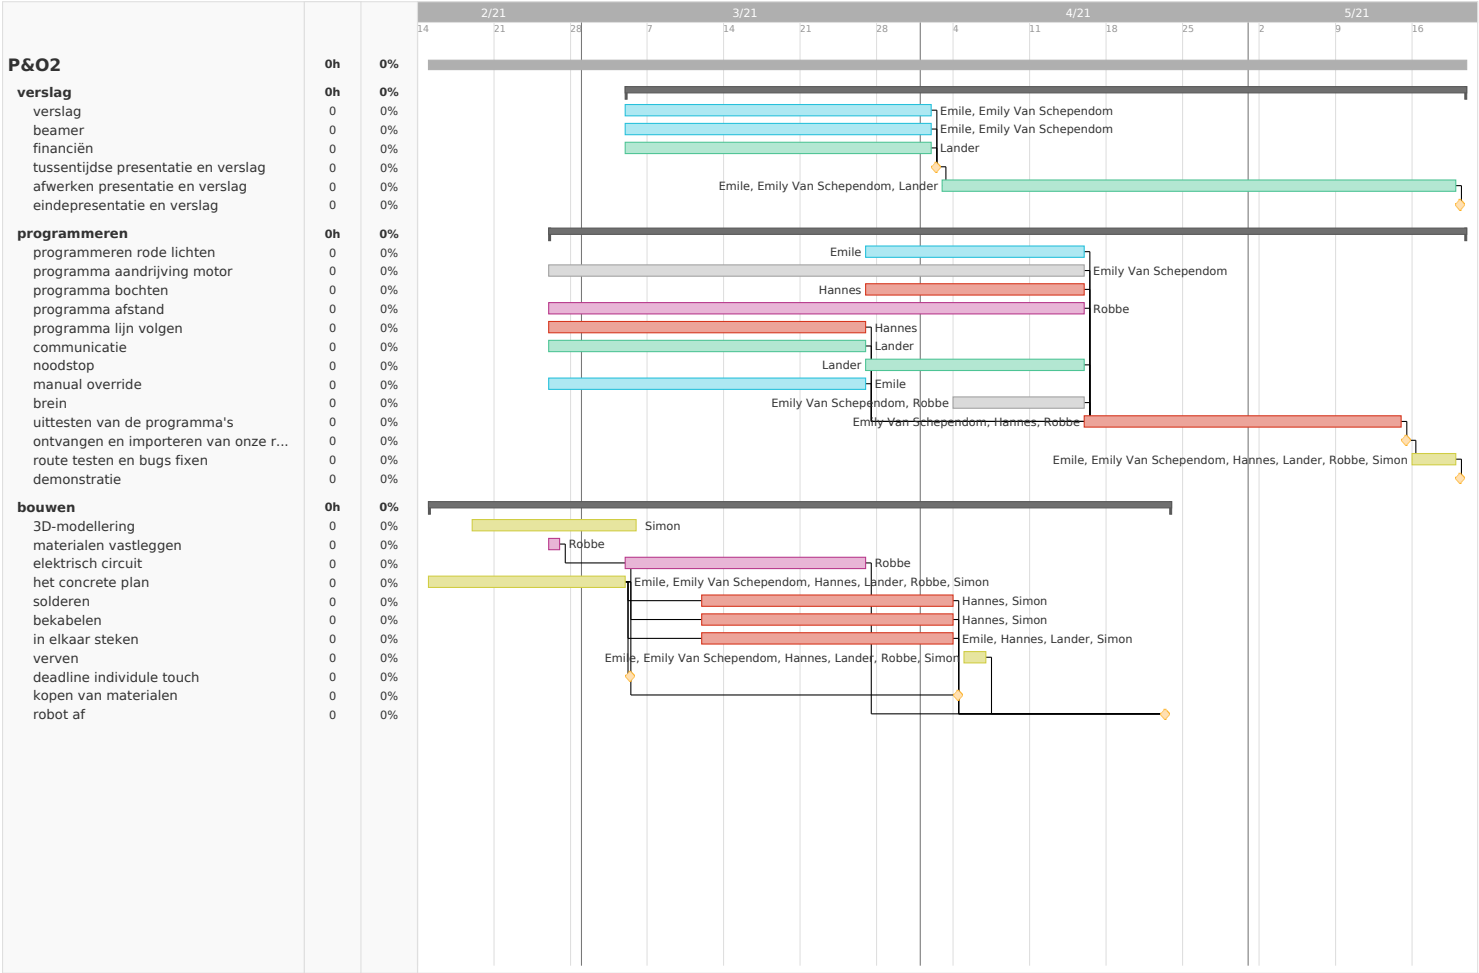 2/21 3/21 4/21 5/21
14 21 28 7 14 21 28 4 11 18 25 2 9 16
P&O2 0h 0%
verslag 0h 0%
verslag 0 0% Emile, Emily Van Schependom
beamer 0 0% Emile, Emily Van Schependom
financiën 0 0% Lander
tussentijdse presentatie en verslag 0 0%
afwerken presentatie en verslag 0 0% Emile, Emily Van Schependom, Lander
eindepresentatie en verslag 0 0%
programmeren 0h 0%
programmeren rode lichten 0 0% Emile
programma aandrijving motor 0 0% Emily Van Schependom
programma bochten 0 0% Hannes
programma afstand 0 0% Robbe
programma lijn volgen 0 0% Hannes
communicatie 0 0% Lander
noodstop 0 0% Lander
manual override 0 0% Emile
brein 0 0% Emily Van Schependom, Robbe
uittesten van de programma's 0 0% Emily Van Schependom, Hannes, Robbe
ontvangen en importeren van onze r... 0 0%
route testen en bugs fixen 0 0% Emile, Emily Van Schependom, Hannes, Lander, Robbe, Simon
demonstratie 0 0%
bouwen 0h 0%
3D-modellering 0 0% Simon
materialen vastleggen 0 0% Robbe
elektrisch circuit 0 0% Robbe
het concrete plan 0 0% Emile, Emily Van Schependom, Hannes, Lander, Robbe, Simon
solderen 0 0% Hannes, Simon
bekabelen 0 0% Hannes, Simon
in elkaar steken 0 0% Emile, Hannes, Lander, Simon
verven 0 0% Emile, Emily Van Schependom, Hannes, Lander, Robbe, Simon
deadline individule touch 0 0%
kopen van materialen 0 0%
robot af 0 0%